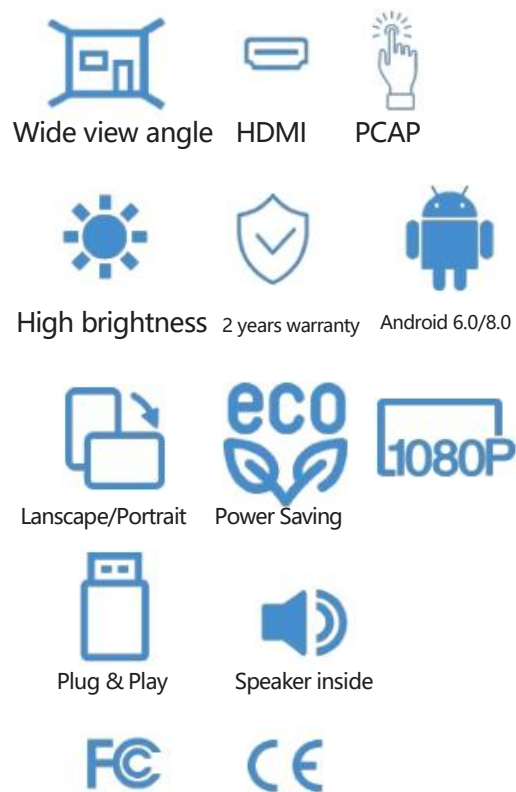 Wide view angle HDMI PCAP
High brightness 2 years warranty Android 6.0/8.0
eco
1080P
Lanscape/Portrait Power Saving
Plug & Play Speaker inside
FC CE